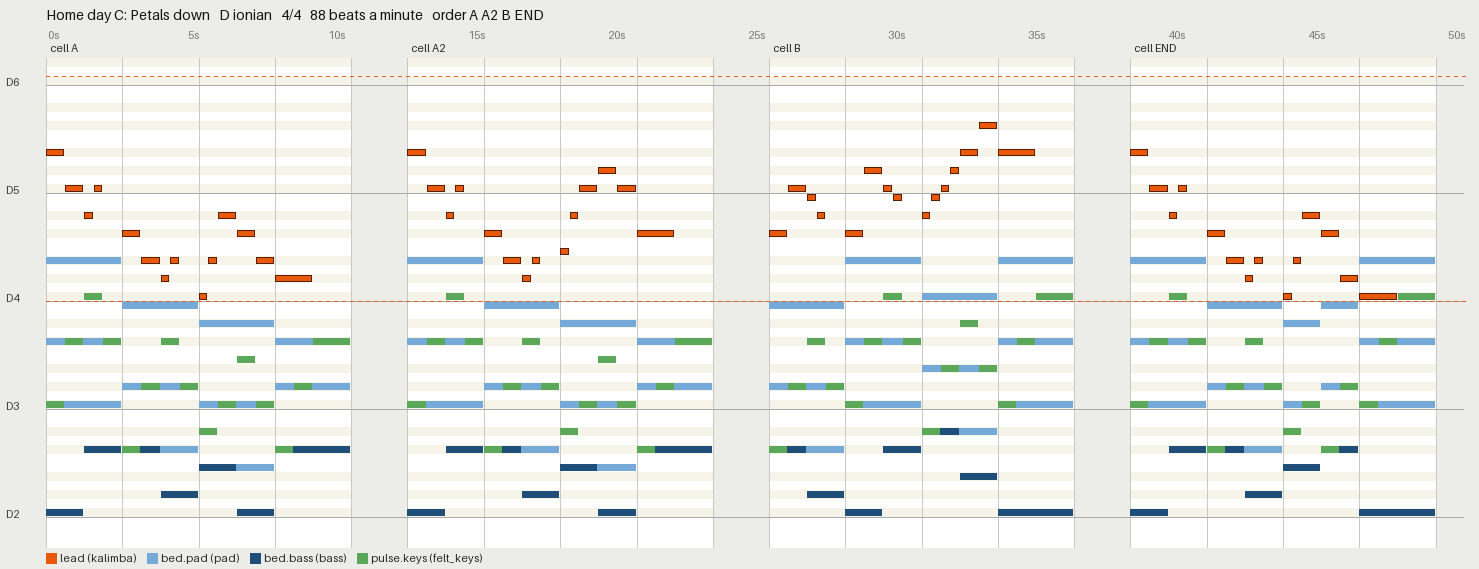 Home day C: Petals down D ionian 4/4 88 beats a minute order A A2 B END
0s 5s 10s 15s 20s 25s 30s 35s 40s 45s 50s
cell A cell A2 cell B cell END
D6
D5
D4
D3
D2
lead (kalimba) bed.pad (pad) bed.bass (bass) pulse.keys (felt_keys)